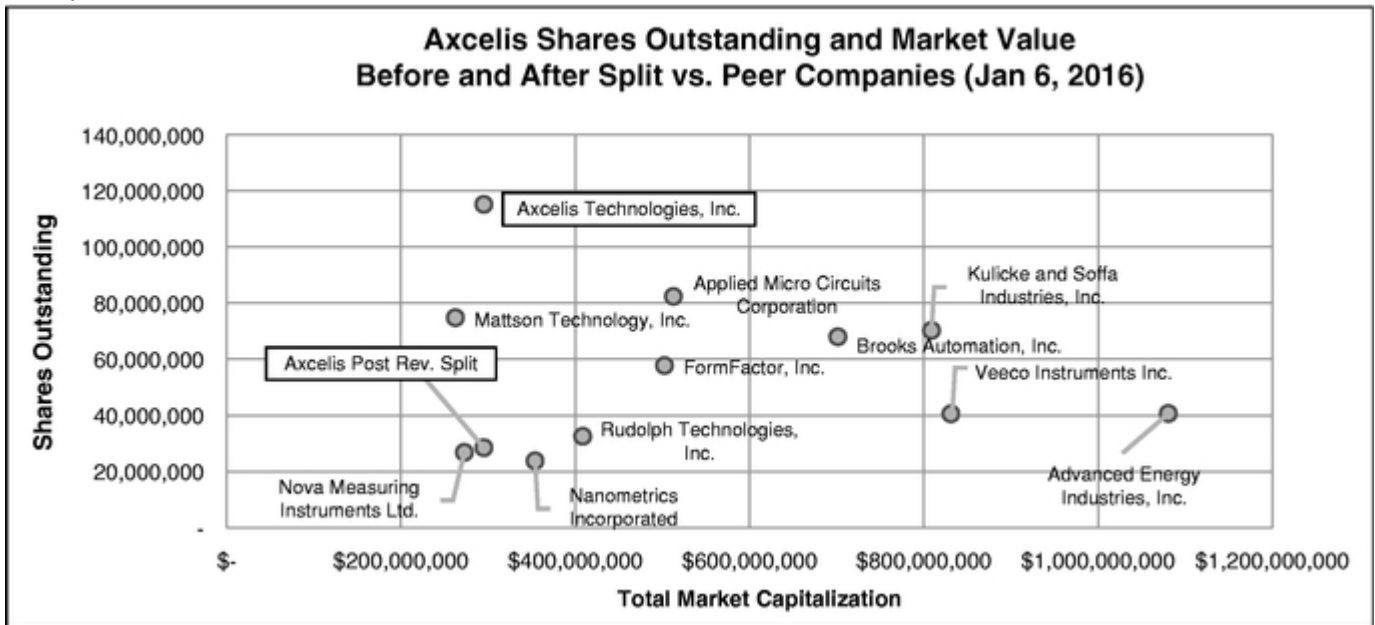 Axcelis Shares Outstanding and Market Value
Before and After Split vs. Peer Companies (Jan 6, 2016)
Shares Outstanding
140,000,000
120,000,000
100,000,000
80,000,000
60,000,000
40,000,000
20,000,000
-
Axcelis Technologies, Inc.
Kulicke and Soffa
Industries, Inc.
Applied Micro Circuits
Corporation
Mattson Technology, Inc.
Brooks Automation, Inc.
Axcelis Post Rev. Split
FormFactor, Inc.
Veeco Instruments Inc.
Rudolph Technologies,
Inc.
Nova Measuring
Instruments Ltd.
Nanometrics
Incorporated
Advanced Energy
Industries, Inc.
$-
$200,000,000
$400,000,000
$600,000,000
$800,000,000
$1,000,000,000
$1,200,000,000
Total Market Capitalization